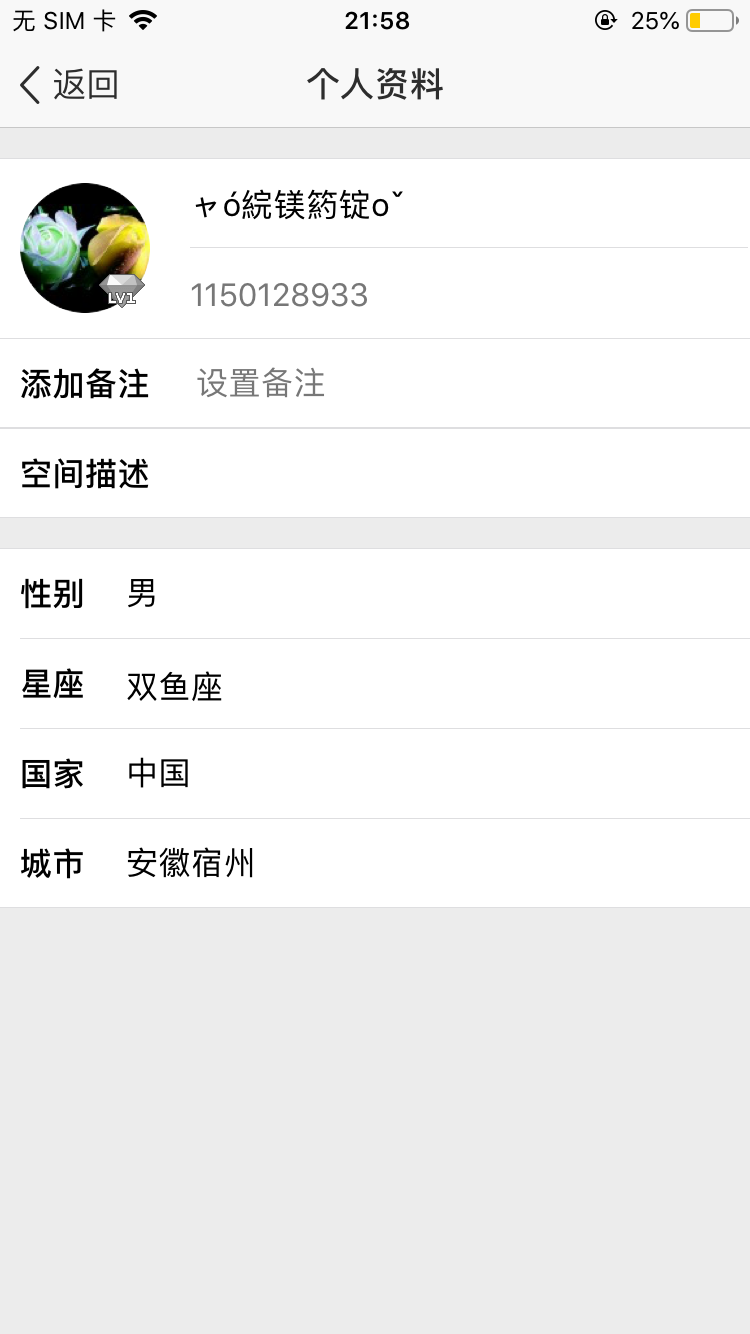 无 SIM 卡 21:58 25%
返回 个人资料
ャó綄镁箹锭oˇ
LV1
1150128933
添加备注 设置备注
空间描述
性别 男
星座 双鱼座
国家 中国
城市 安徽宿州